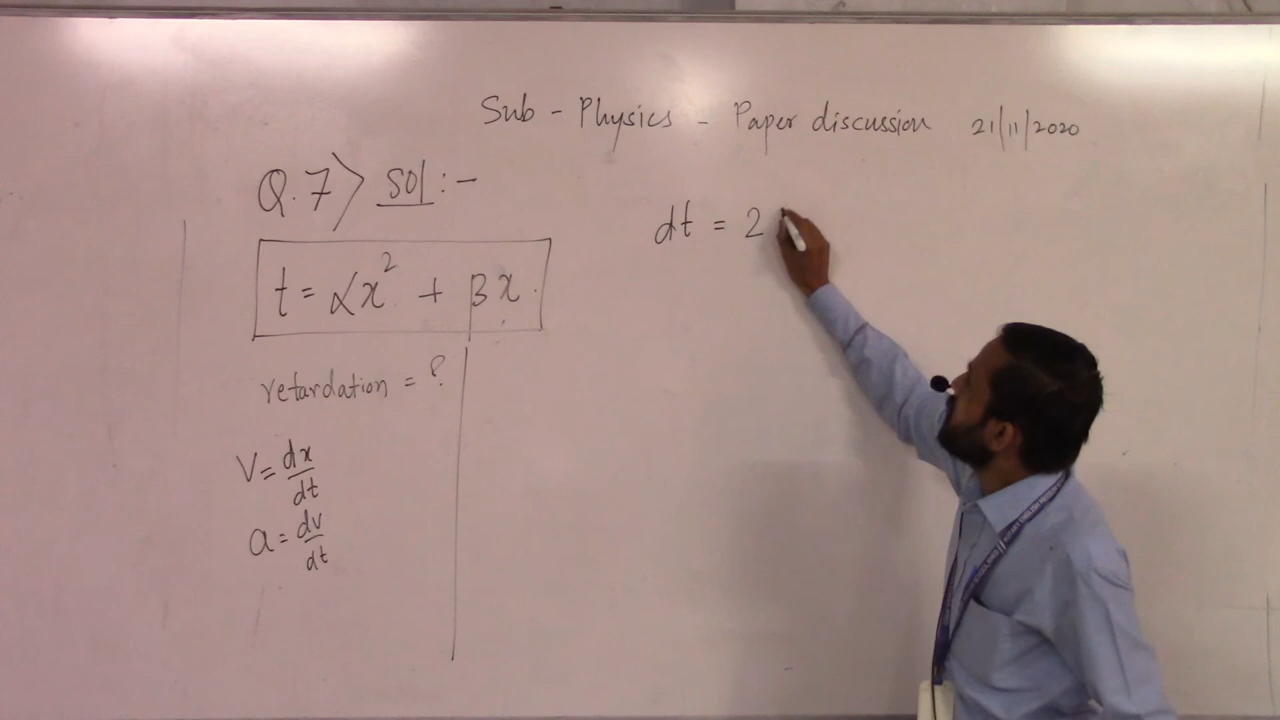 Sub - Physics - Paper discussion 21/11/2020
Q.7> Sol :-
t = αx² + βx.
retardation = ?
V = dx/dt
a = dv/dt
dt = 2